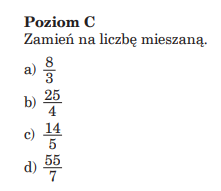 Poziom C
Zamień na liczbę mieszaną.
a) 8/3
b) 25/4
c) 14/5
d) 55/7